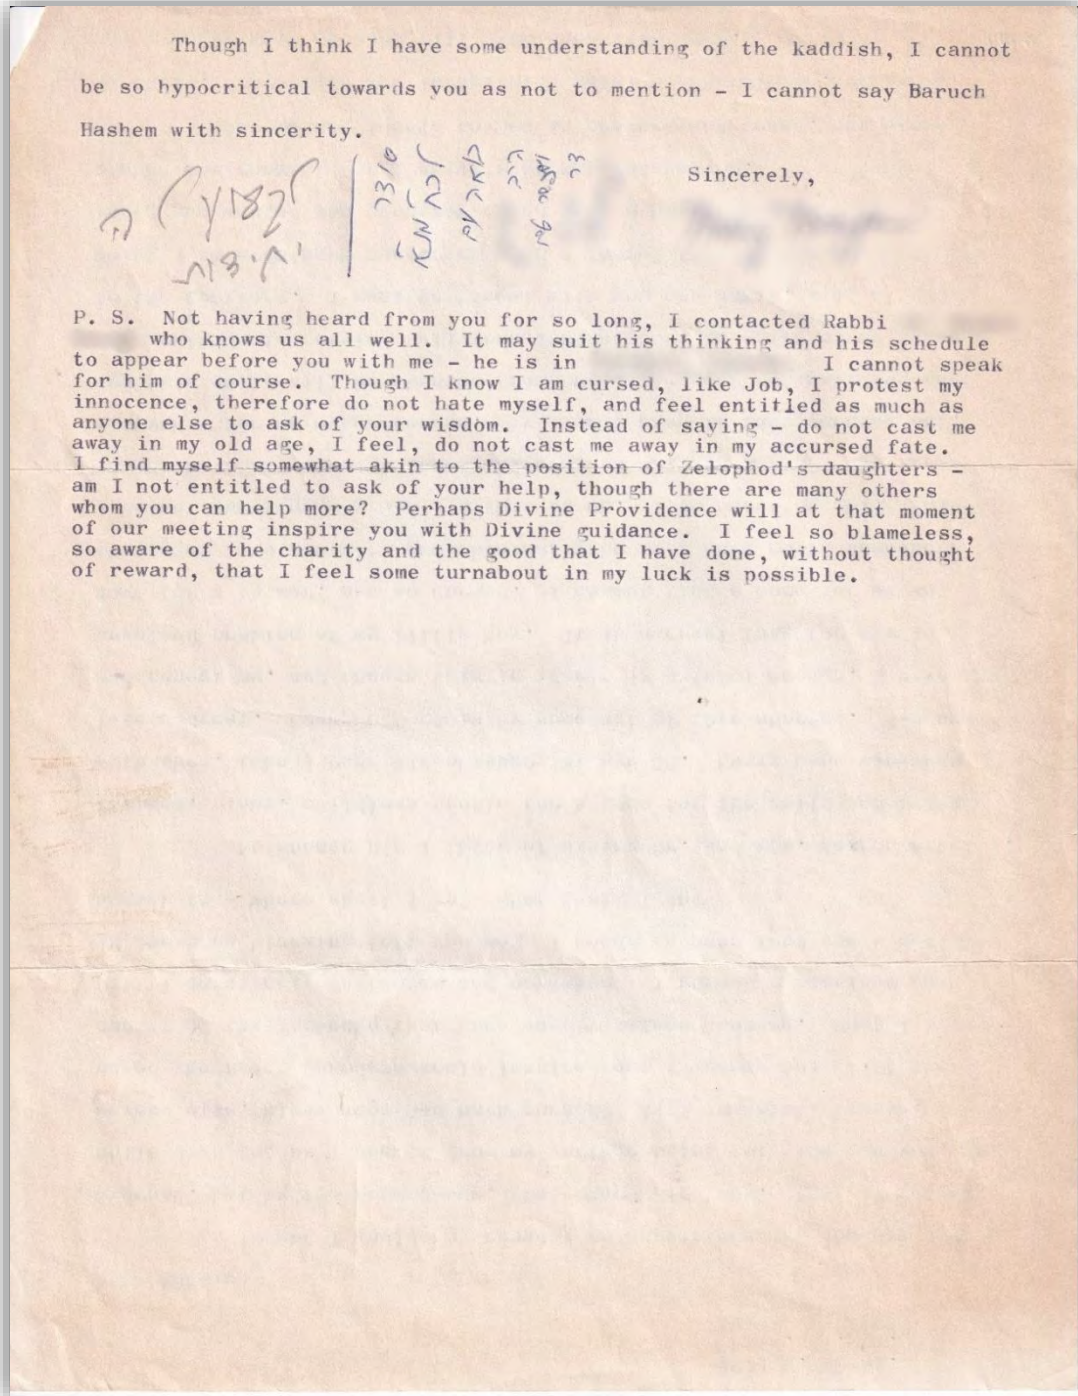 Though I think I have some understanding of the kaddish, I cannot
be so hypocritical towards you as not to mention - I cannot say Baruch
Hashem with sincerity.
Sincerely,
P. S.  Not having heard from you for so long, I contacted Rabbi
who knows us all well.  It may suit his thinking and his schedule
to appear before you with me - he is in
I cannot speak
for him of course.  Though I know I am cursed, like Job, I protest my
innocence, therefore do not hate myself, and feel entitled as much as
anyone else to ask of your wisdom.  Instead of saying - do not cast me
away in my old age, I feel, do not cast me away in my accursed fate.
I find myself somewhat akin to the position of Zelophod's daughters -
am I not entitled to ask of your help, though there are many others
whom you can help more?  Perhaps Divine Providence will at that moment
of our meeting inspire you with Divine guidance.  I feel so blameless,
so aware of the charity and the good that I have done, without thought
of reward, that I feel some turnabout in my luck is possible.